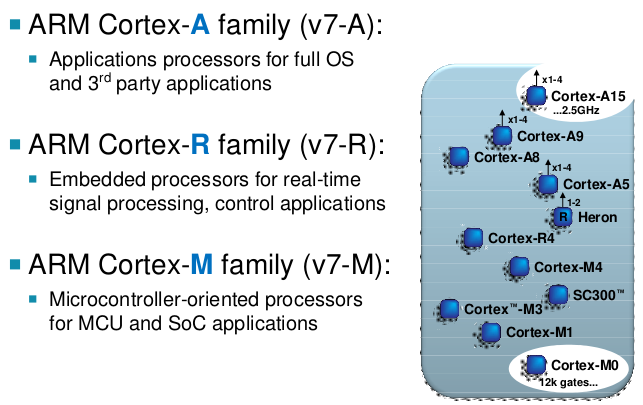 ARM Cortex-A family (v7-A):
Applications processors for full OS
and 3rd party applications
ARM Cortex-R family (v7-R):
Embedded processors for real-time
signal processing, control applications
ARM Cortex-M family (v7-M):
Microcontroller-oriented processors
for MCU and SoC applications
x1-4
Cortex-A15
...2.5GHz
x1-4
Cortex-A9
Cortex-A8
x1-4
Cortex-A5
1-2
R Heron
Cortex-R4
Cortex-M4
SC300™
Cortex™-M3
Cortex-M1
Cortex-M0
12k gates...